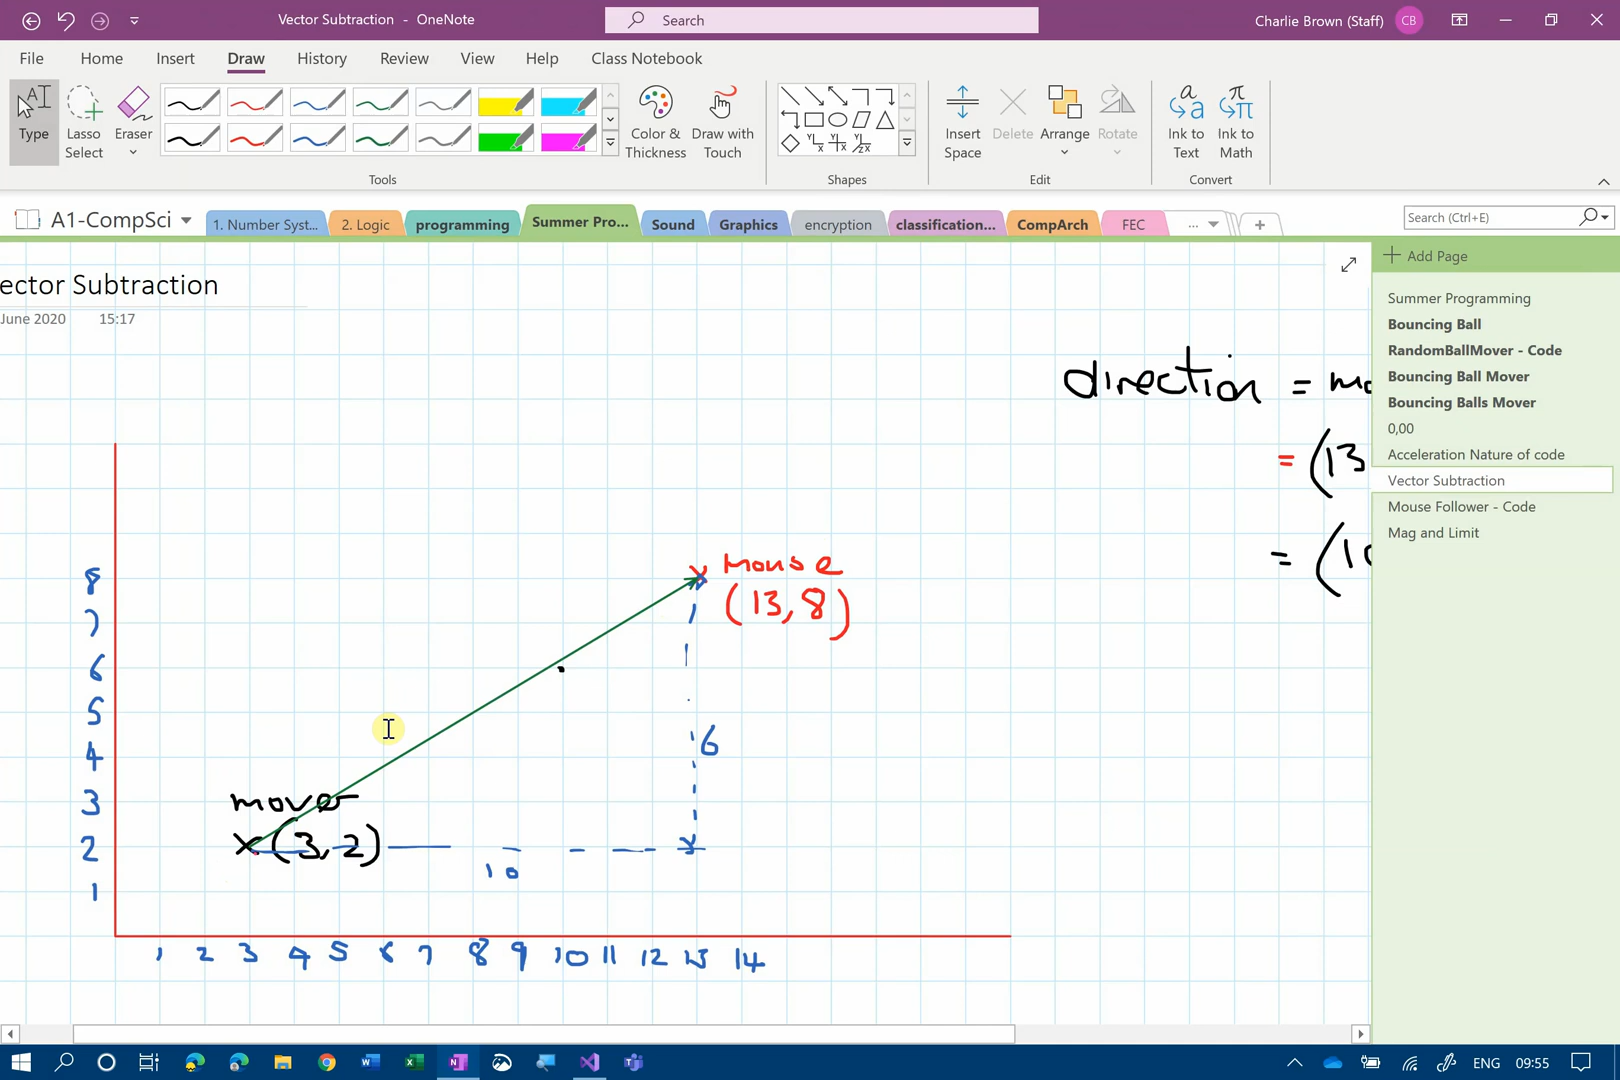 Vector Subtraction - OneNote
Search
Charlie Brown (Staff)
CB
File
Home
Insert
Draw
History
Review
View
Help
Class Notebook
Type
Lasso Select
Eraser
Color & Thickness
Draw with Touch
Insert Space
Delete
Arrange
Rotate
Ink to Text
Ink to Math
Tools
Shapes
Edit
Convert
A1-CompSci
1. Number Syst...
2. Logic
programming
Summer Pro...
Sound
Graphics
encryption
classification...
CompArch
FEC
...
Search (Ctrl+E)
Add Page
ector Subtraction
June 2020
15:17
Summer Programming
Bouncing Ball
RandomBallMover - Code
Bouncing Ball Mover
Bouncing Balls Mover
0,00
Acceleration Nature of code
Vector Subtraction
Mouse Follower - Code
Mag and Limit
direction = mo
= (13
= (10
8
7
6
5
4
3
2
1
x mouse
(13,8)
6
mover
x (3,2)
10
1 2 3 4 5 6 7 8 9 10 11 12 13 14
ENG
09:55